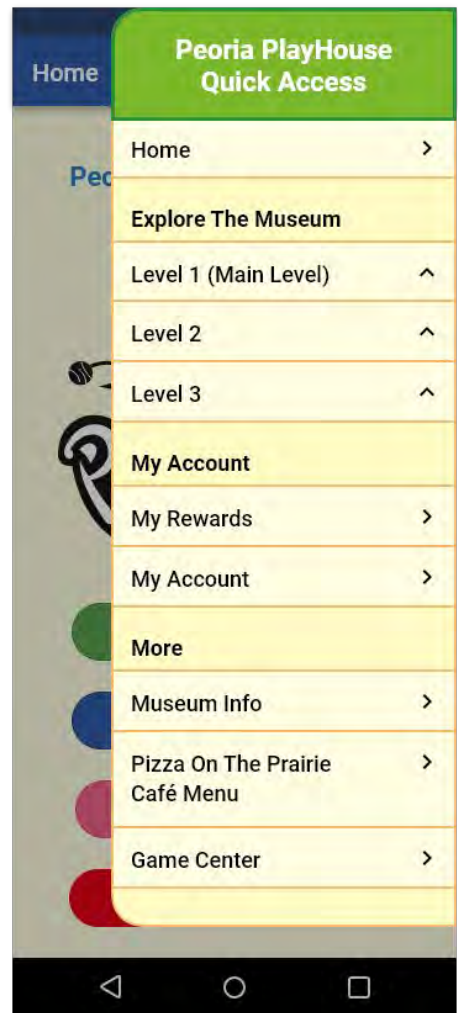 Peoria PlayHouse
Quick Access
Home
Home
Explore The Museum
Level 1 (Main Level)
Level 2
Level 3
My Account
My Rewards
My Account
More
Museum Info
Pizza On The Prairie
Café Menu
Game Center